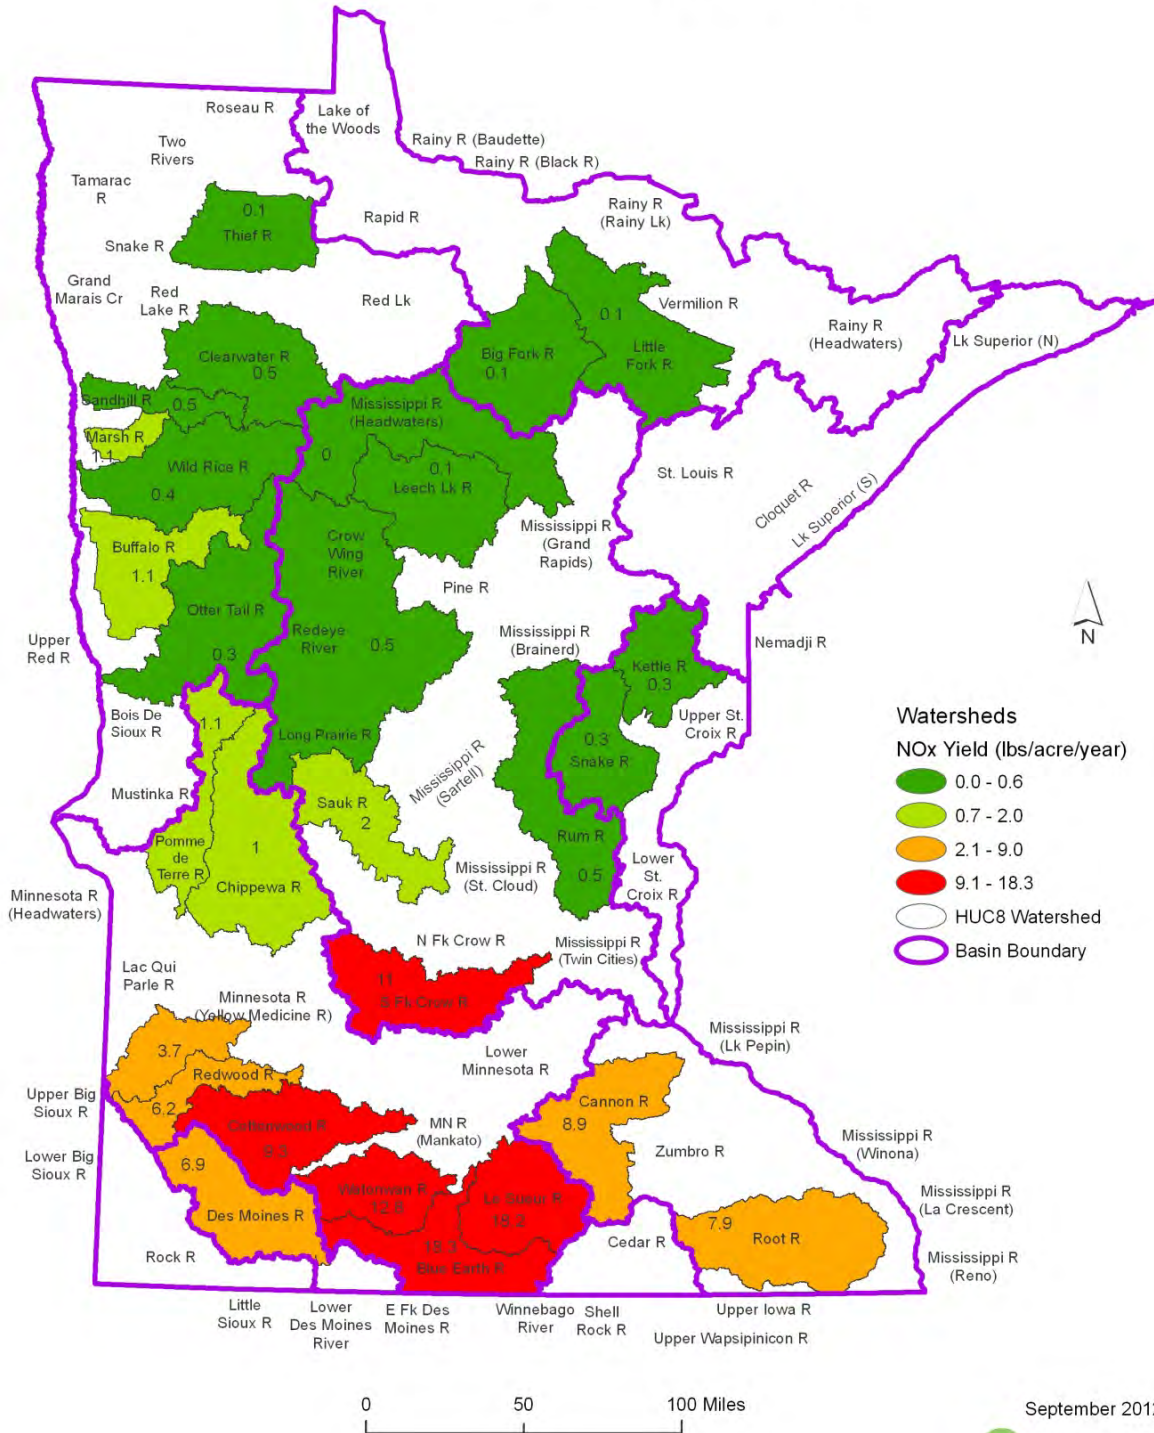 Roseau R
Lake of
the Woods
Two
Rivers
Rainy R (Baudette)
Rainy R (Black R)
Tamarac
R
0.1
Thief R
Rapid R
Rainy R
(Rainy Lk)
Snake R
Grand
Marais Cr
Red
Lake R
Red Lk
Vermilion R
0.1
Little
Fork R
Big Fork R
0.1
Rainy R
(Headwaters)
Lk Superior (N)
Clearwater R
0.5
Sandhill R
0.5
Mississippi R
(Headwaters)
0
Marsh R
1.1
Wild Rice R
0.4
0.1
Leech Lk R
St. Louis R
Cloquet R
Lk Superior (S)
Mississippi R
(Grand
Rapids)
Buffalo R
1.1
Crow
Wing
River
Pine R
Otter Tail R
0.3
Redeye
River
0.5
Mississippi R
(Brainerd)
Upper
Red R
Nemadji R
N
Kettle R
0.3
Bois De
Sioux R
1.1
Long Prairie R
Upper St.
Croix R
0.3
Snake R
Mississippi R
(Sartell)
Mustinka R
Sauk R
2
Pomme
de
Terre R
1
Chippewa R
Rum R
0.5
Mississippi R
(St. Cloud)
Lower
St.
Croix R
Minnesota R
(Headwaters)
N Fk Crow R
Mississippi R
(Twin Cities)
11
S Fk Crow R
Lac Qui
Parle R
Minnesota R
(Yellow Medicine R)
Mississippi R
(Lk Pepin)
Lower
Minnesota R
3.7
Redwood R
6.2
Upper Big
Sioux R
Cottonwood R
9.3
MN R
(Mankato)
Cannon R
8.9
Zumbro R
Mississippi R
(Winona)
Lower Big
Sioux R
6.9
Des Moines R
Watonwan R
12.8
Le Sueur R
18.2
18.3
Blue Earth R
Mississippi R
(La Crescent)
Rock R
Cedar R
7.9
Root R
Mississippi R
(Reno)
Little
Sioux R
Lower
Des Moines
River
E Fk Des
Moines R
Winnebago
River
Shell
Rock R
Upper Iowa R
Upper Wapsipinicon R
Watersheds
NOx Yield (lbs/acre/year)
0.0 - 0.6
0.7 - 2.0
2.1 - 9.0
9.1 - 18.3
HUC8 Watershed
Basin Boundary
0 50 100 Miles
September 2012